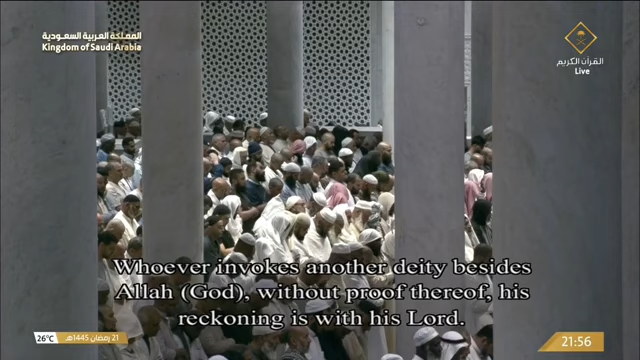 المملكة العربية السعودية
Kingdom of Saudi Arabia
القرآن الكريم
Live
Whoever invokes another deity besides
Allah (God), without proof thereof, his
reckoning is with his Lord.
26°C
21 رمضان 1445هـ
21:56